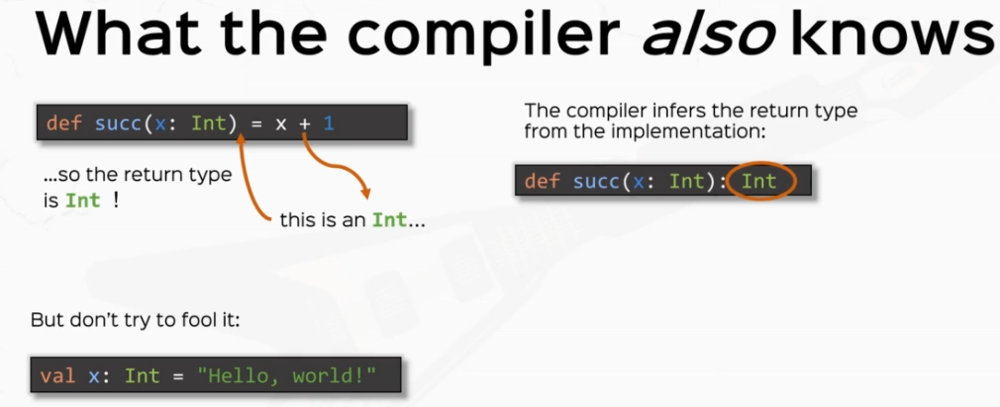 What the compiler also knows
def succ(x: Int) = x + 1
...so the return type
is Int !
this is an Int...
The compiler infers the return type
from the implementation:
def succ(x: Int): Int
But don't try to fool it:
val x: Int = "Hello, world!"